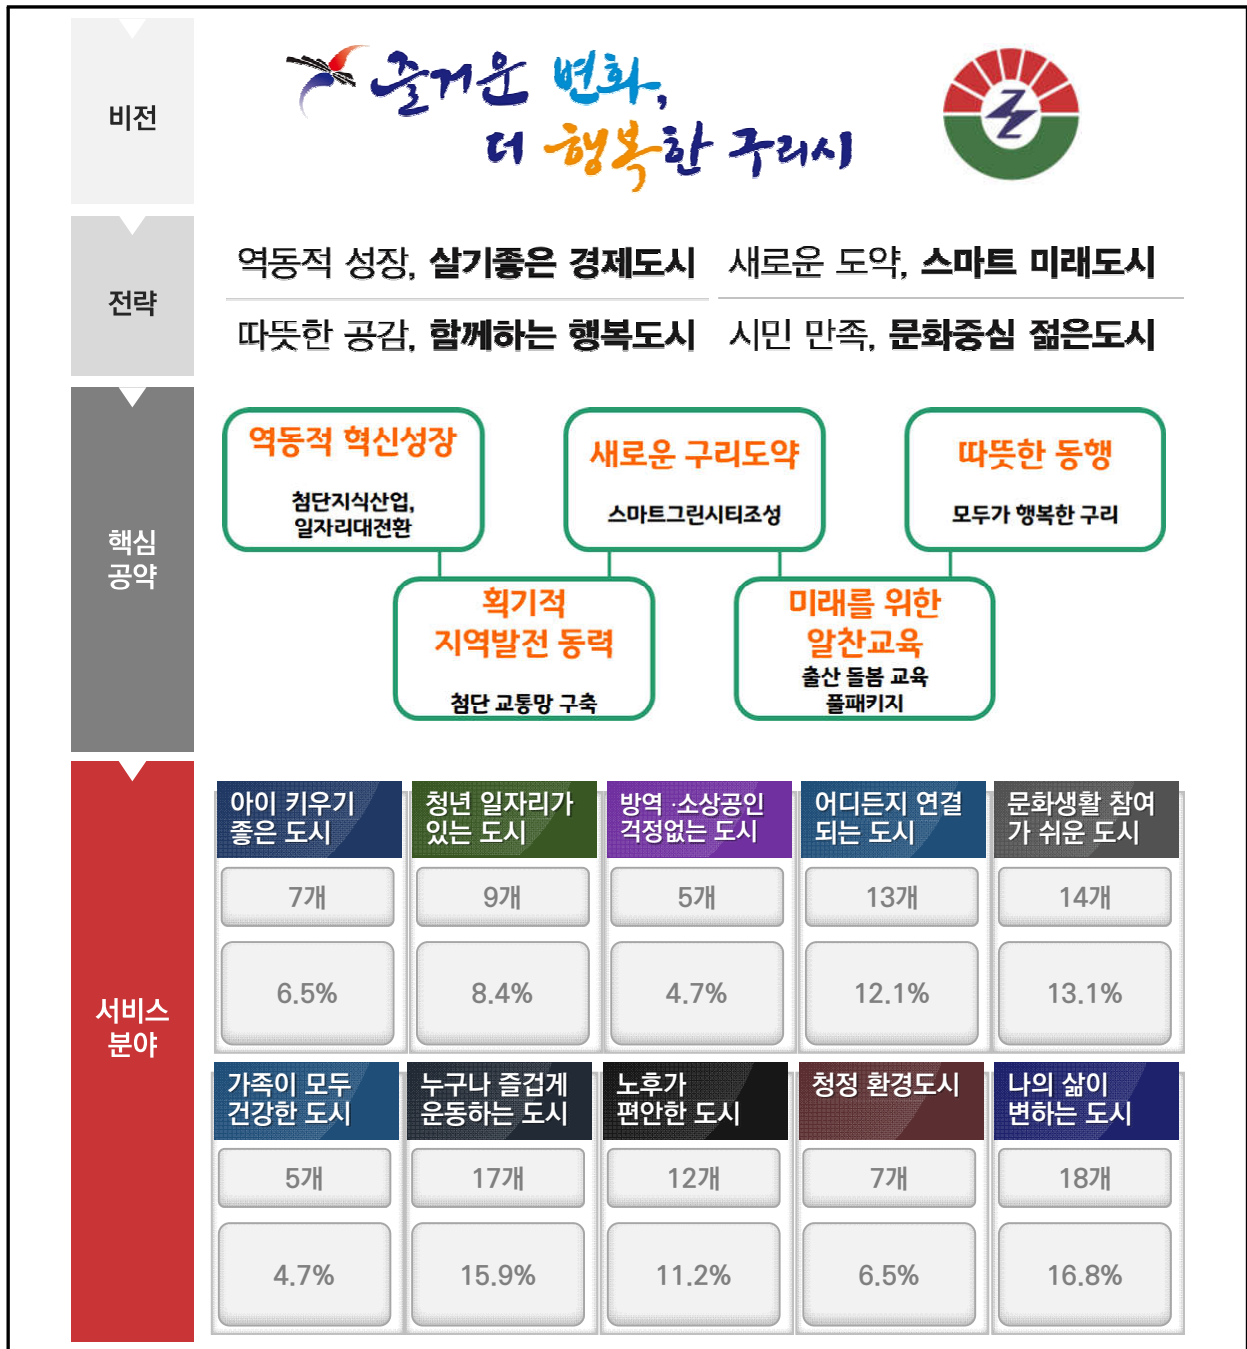 비전
즐거운 변화,
더 행복한 구리시
전략
역동적 성장, 살기좋은 경제도시 새로운 도약, 스마트 미래도시
따뜻한 공감, 함께하는 행복도시 시민 만족, 문화중심 젊은도시
핵심
공약
역동적 혁신성장
첨단지식산업,
일자리대전환
새로운 구리도약
스마트그린시티조성
따뜻한 동행
모두가 행복한 구리
획기적
지역발전 동력
첨단 교통망 구축
미래를 위한
알찬교육
출산 돌봄 교육
풀패키지
서비스
분야
아이 키우기
좋은 도시
청년 일자리가
있는 도시
방역·소상공인
걱정없는 도시
어디든지 연결
되는 도시
문화생활 참여
가 쉬운 도시
7개 9개 5개 13개 14개
6.5% 8.4% 4.7% 12.1% 13.1%
가족이 모두
건강한 도시
누구나 즐겁게
운동하는 도시
노후가
편안한 도시
청정 환경도시
나의 삶이
변하는 도시
5개 17개 12개 7개 18개
4.7% 15.9% 11.2% 6.5% 16.8%